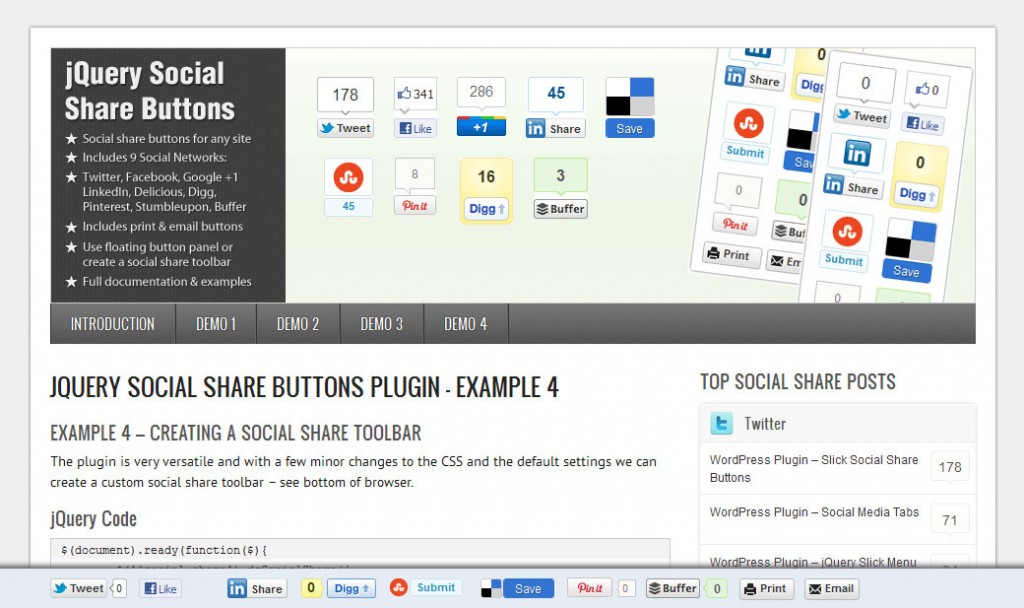 jQuery Social
Share Buttons
★ Social share buttons for any site
★ Includes 9 Social Networks:
★ Twitter, Facebook, Google +1
LinkedIn, Delicious, Digg,
Pinterest, Stumbleupon, Buffer
★ Includes print & email buttons
★ Use floating button panel or
create a social share toolbar
★ Full documentation & examples
178 341 286 45
Tweet Like +1 in Share Save
45 8 16 3
Pin it Digg Buffer
in 0
in Share Digg
Submit Sa
0 0
Pin it Buf
Print Em
0 0
Tweet Like
in 0
in Share Digg
Submit Save
0
INTRODUCTION DEMO 1 DEMO 2 DEMO 3 DEMO 4
JQUERY SOCIAL SHARE BUTTONS PLUGIN - EXAMPLE 4
EXAMPLE 4 – CREATING A SOCIAL SHARE TOOLBAR
The plugin is very versatile and with a few minor changes to the CSS and the default settings we can
create a custom social share toolbar – see bottom of browser.
jQuery Code
$(document).ready(function($){
TOP SOCIAL SHARE POSTS
Twitter
WordPress Plugin – Slick Social Share
Buttons
178
WordPress Plugin – Social Media Tabs
71
WordPress Plugin – jQuery Slick Menu
Tweet 0 Like in Share 0 Digg Submit Save Pin it 0 Buffer 0 Print Email